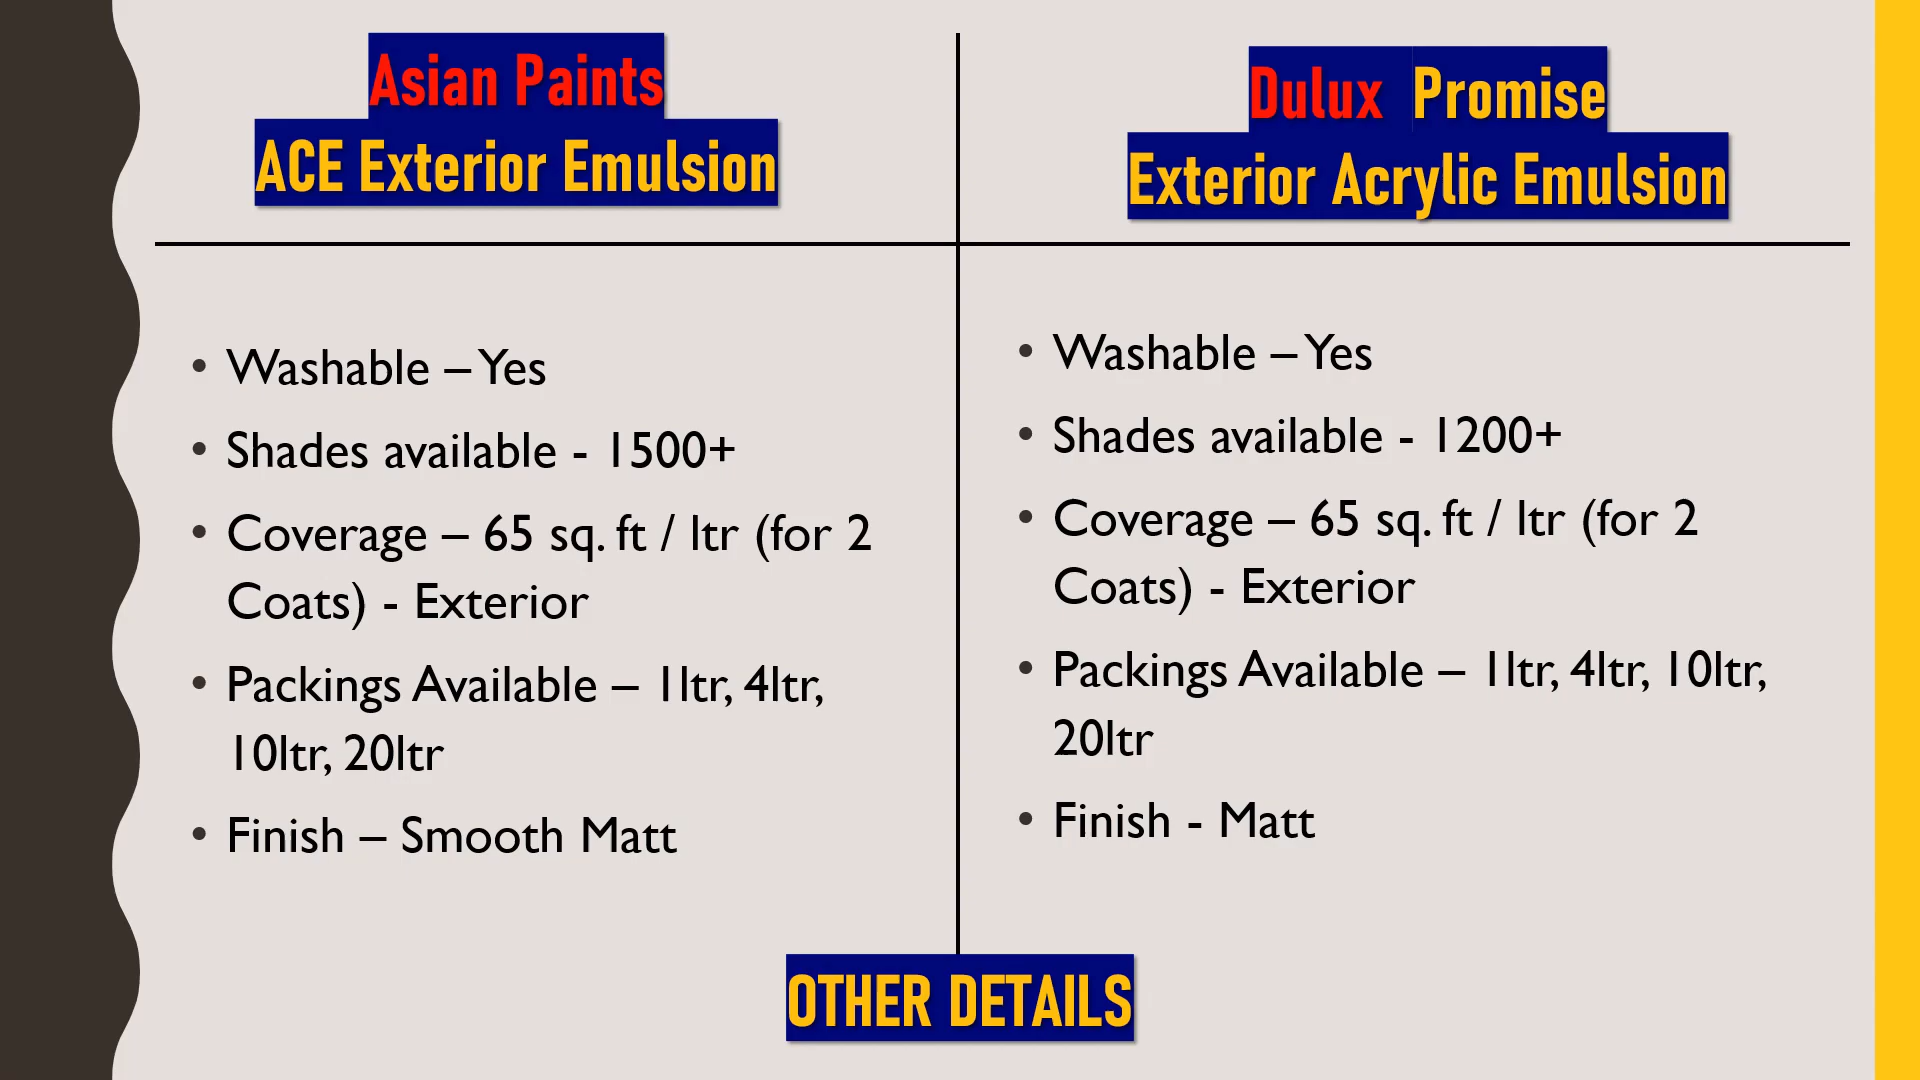 Asian Paints
ACE Exterior Emulsion
• Washable – Yes
• Shades available - 1500+
• Coverage – 65 sq. ft / ltr (for 2
Coats) - Exterior
• Packings Available – 1ltr, 4ltr,
10ltr, 20ltr
• Finish – Smooth Matt
Dulux Promise
Exterior Acrylic Emulsion
• Washable – Yes
• Shades available - 1200+
• Coverage – 65 sq. ft / ltr (for 2
Coats) - Exterior
• Packings Available – 1ltr, 4ltr, 10ltr,
20ltr
• Finish - Matt
OTHER DETAILS